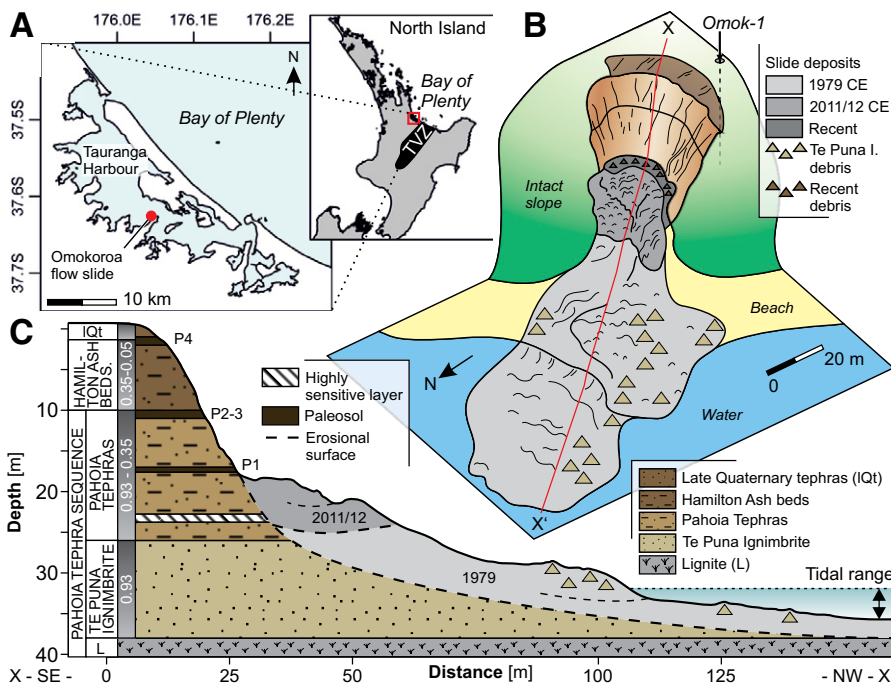 A
176.0E
176.1E
176.2E
37.5S
37.6S
37.7S
N
Bay of Plenty
Tauranga
Harbour
Omokoroa
flow slide
10 km
North Island
Bay of
Plenty
TVZ
B
X
Omok-1
Slide deposits
1979 CE
2011/12 CE
Recent
Te Puna I.
debris
Recent
debris
Intact
slope
Beach
N
0
20 m
Water
X'
C
lQt
HAMIL-
TON ASH
BEDS.
0.35-0.05
PAHOIA TEPHRA SEQUENCE
PAHOIA
TEPHRAS
0.93 - 0.35
TE PUNA
IGNIMBRITE
0.93
L
P4
P2-3
P1
Highly
sensitive layer
Paleosol
Erosional
surface
2011/12
1979
Late Quaternary tephras (lQt)
Hamilton Ash beds
Pahoia Tephras
Te Puna Ignimbrite
Lignite (L)
Tidal range
Depth [m]
0
10
20
30
40
X - SE -
0
25
50
Distance [m]
100
125
- NW - X